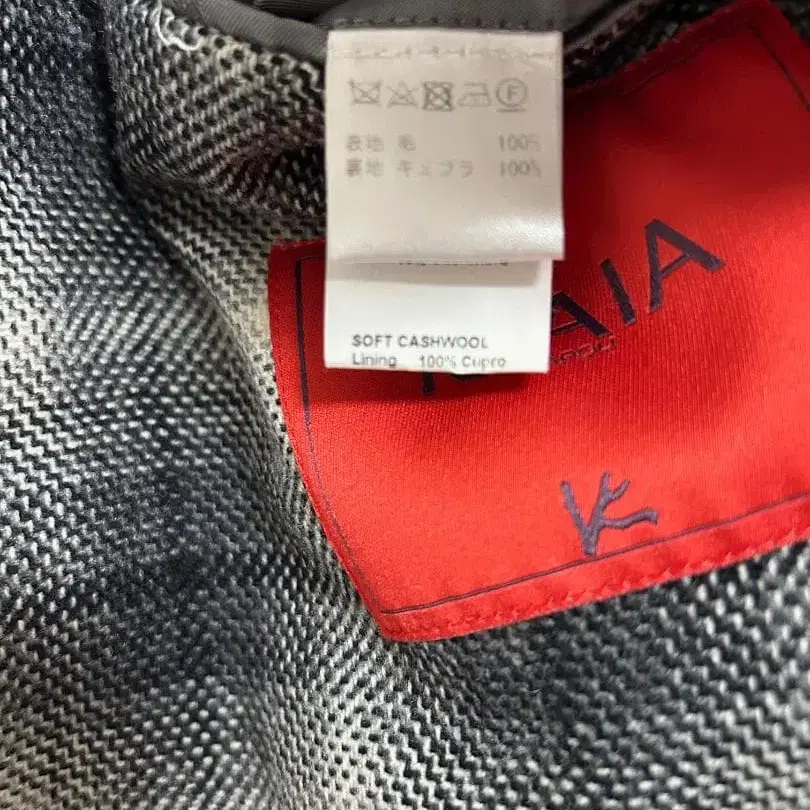 F
表地 毛 100%
裏地 キュプラ 100%
SOFT CASHWOOL
Lining 100% Cupro
AIA